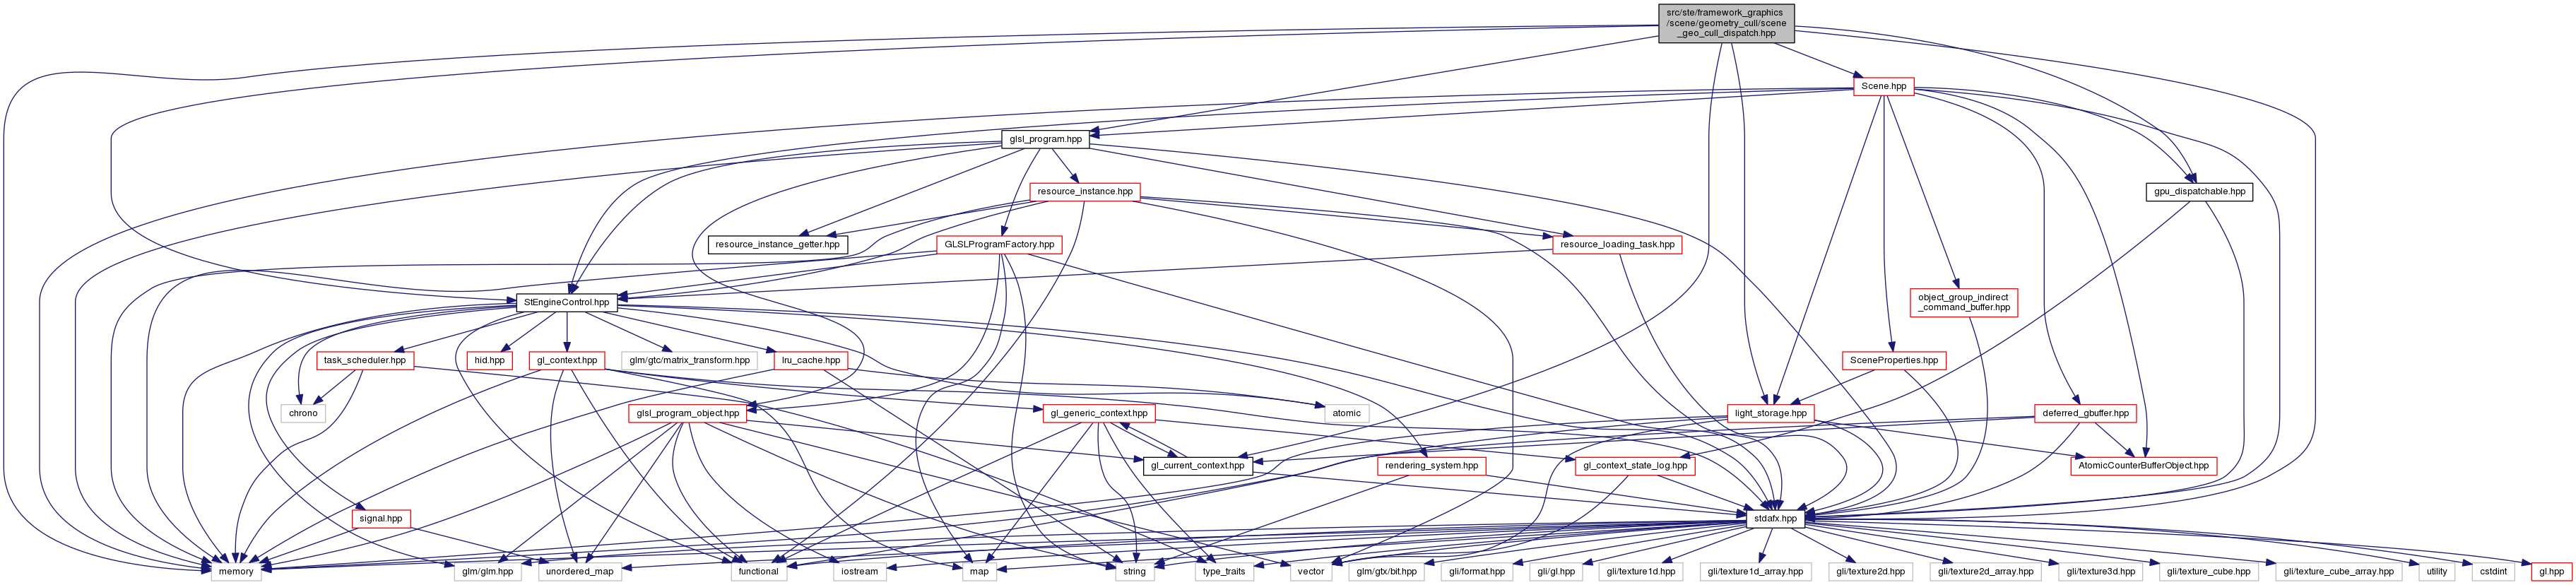 src/ste/framework_graphics
/scene/geometry_cull/scene
_geo_cull_dispatch.hpp
Scene.hpp
glsl_program.hpp
resource_instance.hpp
gpu_dispatchable.hpp
resource_instance_getter.hpp
GLSLProgramFactory.hpp
resource_loading_task.hpp
StEngineControl.hpp
object_group_indirect
_command_buffer.hpp
task_scheduler.hpp
hid.hpp
gl_context.hpp
glm/gtc/matrix_transform.hpp
lru_cache.hpp
SceneProperties.hpp
chrono
glsl_program_object.hpp
gl_generic_context.hpp
atomic
light_storage.hpp
deferred_gbuffer.hpp
gl_current_context.hpp
rendering_system.hpp
gl_context_state_log.hpp
AtomicCounterBufferObject.hpp
signal.hpp
stdafx.hpp
memory
glm/glm.hpp
unordered_map
functional
iostream
map
string
type_traits
vector
glm/gtx/bit.hpp
gli/format.hpp
gli/gl.hpp
gli/texture1d.hpp
gli/texture1d_array.hpp
gli/texture2d.hpp
gli/texture2d_array.hpp
gli/texture3d.hpp
gli/texture_cube.hpp
gli/texture_cube_array.hpp
utility
cstdint
gl.hpp